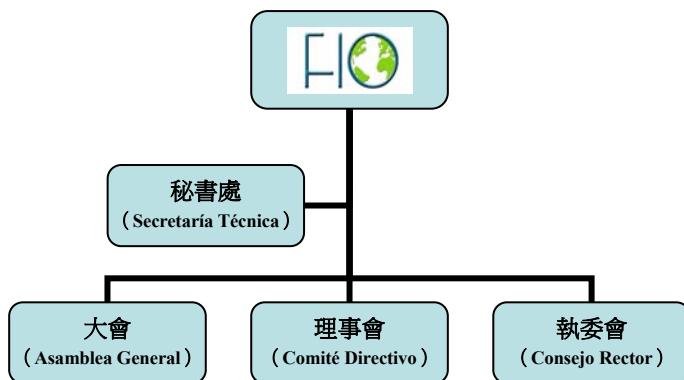 FIO
秘書處
（Secretaría Técnica）
大會
（Asamblea General）
理事會
（Comité Directivo）
執委會
（Consejo Rector）